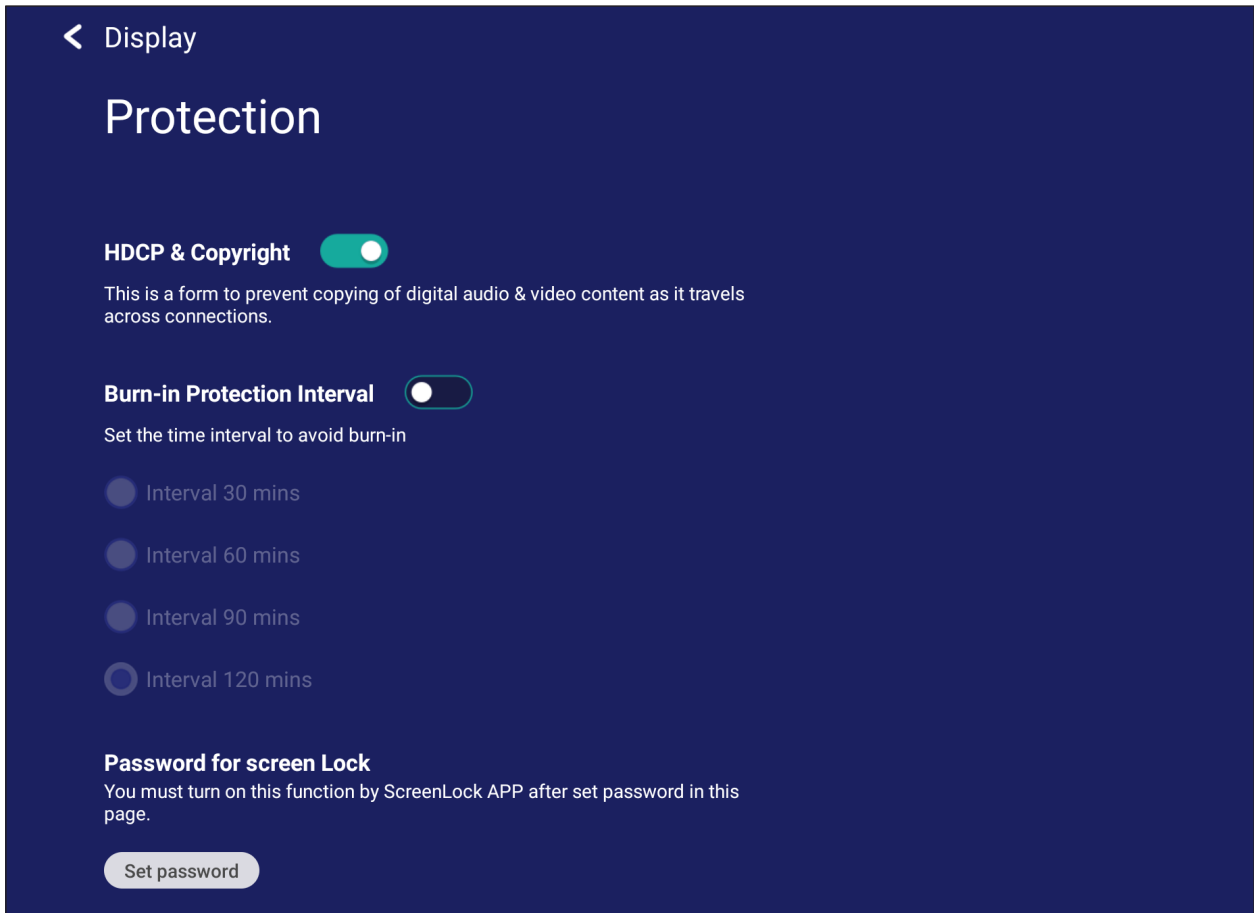 Display
Protection
HDCP & Copyright
This is a form to prevent copying of digital audio & video content as it travels
across connections.
Burn-in Protection Interval
Set the time interval to avoid burn-in
Interval 30 mins
Interval 60 mins
Interval 90 mins
Interval 120 mins
Password for screen Lock
You must turn on this function by ScreenLock APP after set password in this
page.
Set password